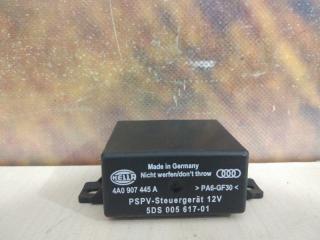 Made in Germany
HELLA Nicht werfen/don't throw
4A0 907 445 A > PA6-GF30 <
PSPV-Steuergerät 12V
5DS 005 617-01